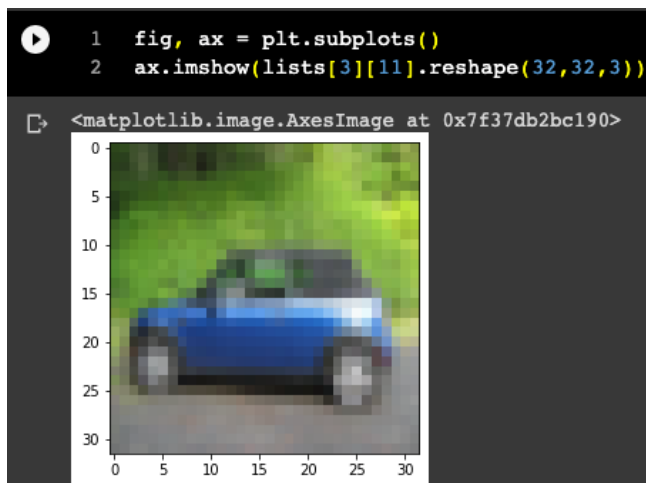 1 fig, ax = plt.subplots()
2 ax.imshow(lists[3][11].reshape(32,32,3))
<matplotlib.image.AxesImage at 0x7f37db2bc190>
0
5
10
15
20
25
30
0 5 10 15 20 25 30